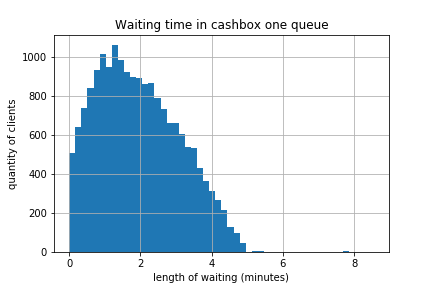 Waiting time in cashbox one queue
quantity of clients
1000
800
600
400
200
0
0 2 4 6 8
length of waiting (minutes)